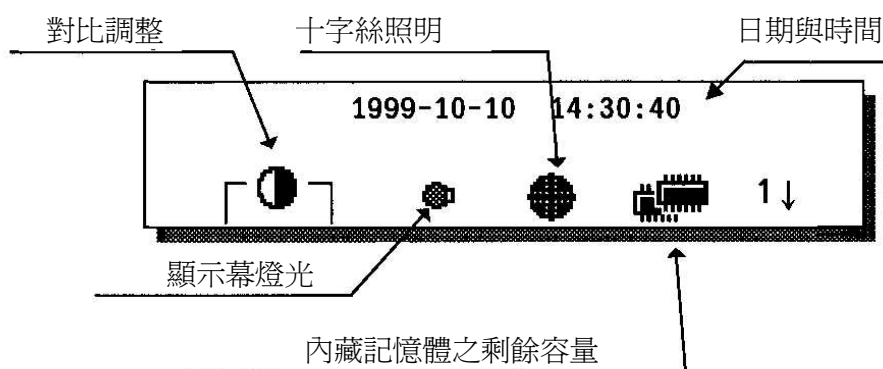 對比調整 十字絲照明 日期與時間
1999-10-10 14:30:40
1↓
顯示幕燈光
內藏記憶體之剩餘容量